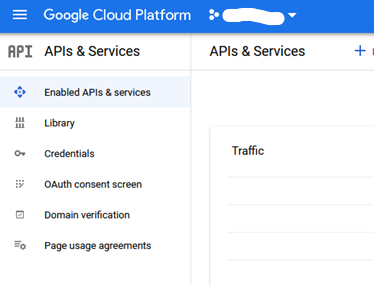 Google Cloud Platform
API APIs & Services
APIs & Services
Enabled APIs & services
Library
Credentials
OAuth consent screen
Domain verification
Page usage agreements
Traffic